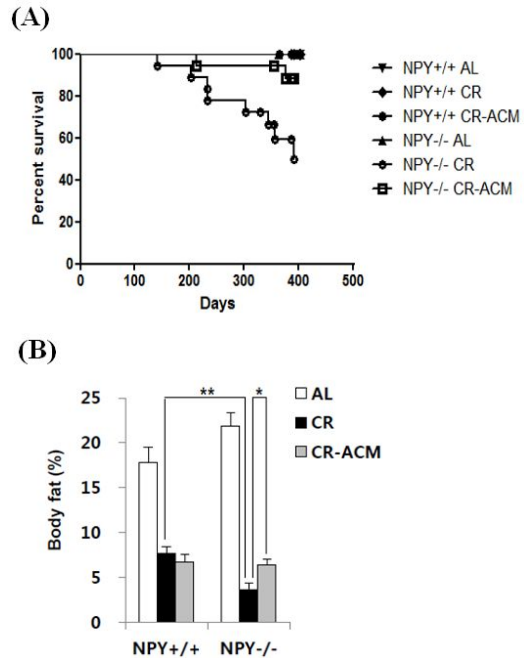 (A)
Percent survival
100
80
60
40
20
0
0 100 200 300 400 500
Days
NPY+/+ AL
NPY+/+ CR
NPY+/+ CR-ACM
NPY-/- AL
NPY-/- CR
NPY-/- CR-ACM
(B)
Body fat (%)
25
20
15
10
5
0
** *
AL
CR
CR-ACM
NPY+/+ NPY-/-